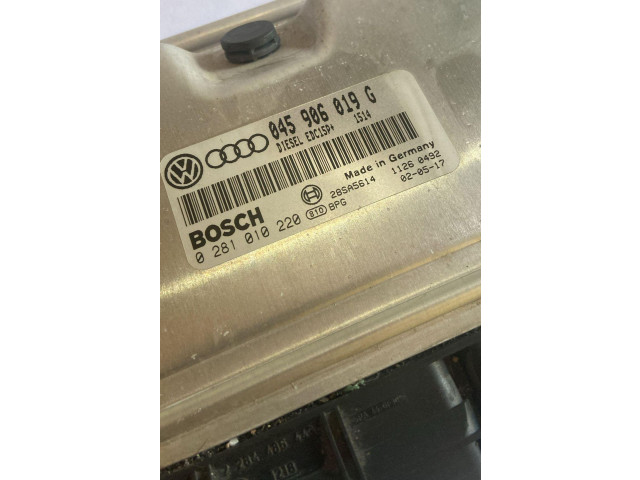 045 906 019 G
DIESEL EDC15P+ 1514
Made in Germany
BOSCH
28SA5614 1126 0492
0 281 010 220 BPG 02-05-17